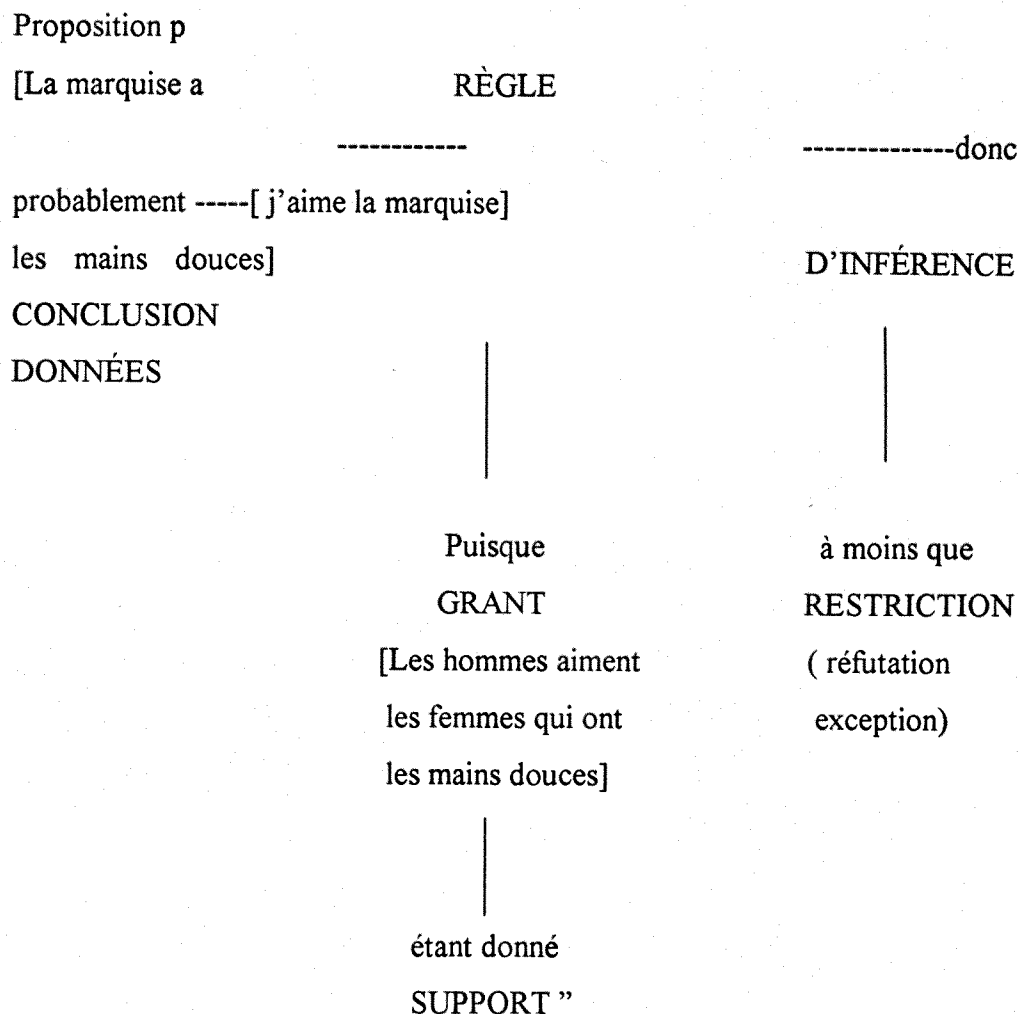 Proposition p
[La marquise a RÈGLE
------------ --------------donc
probablement -----[ j'aime la marquise]
les mains douces] D'INFÉRENCE
CONCLUSION
DONNÉES
Puisque à moins que
GRANT RESTRICTION
[Les hommes aiment ( réfutation
les femmes qui ont exception)
les mains douces]
étant donné
SUPPORT ”